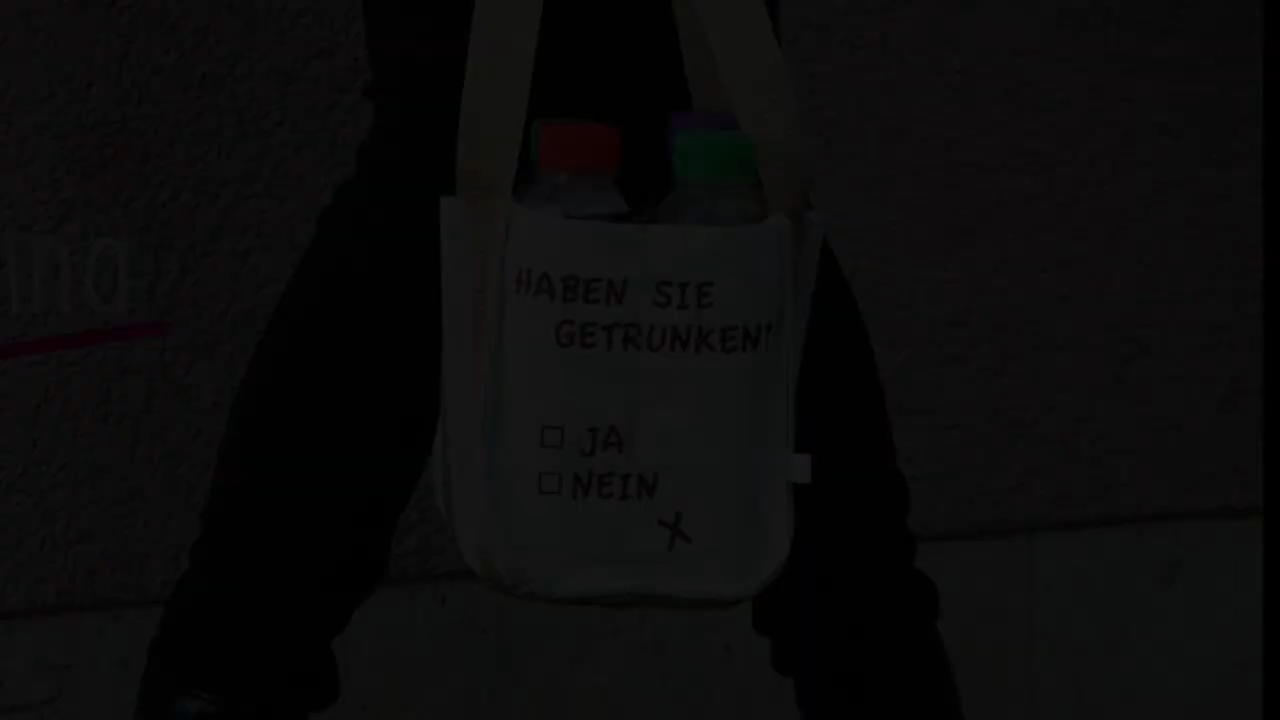 HABEN SIE
GETRUNKEN?
☐ JA
☐ NEIN
X